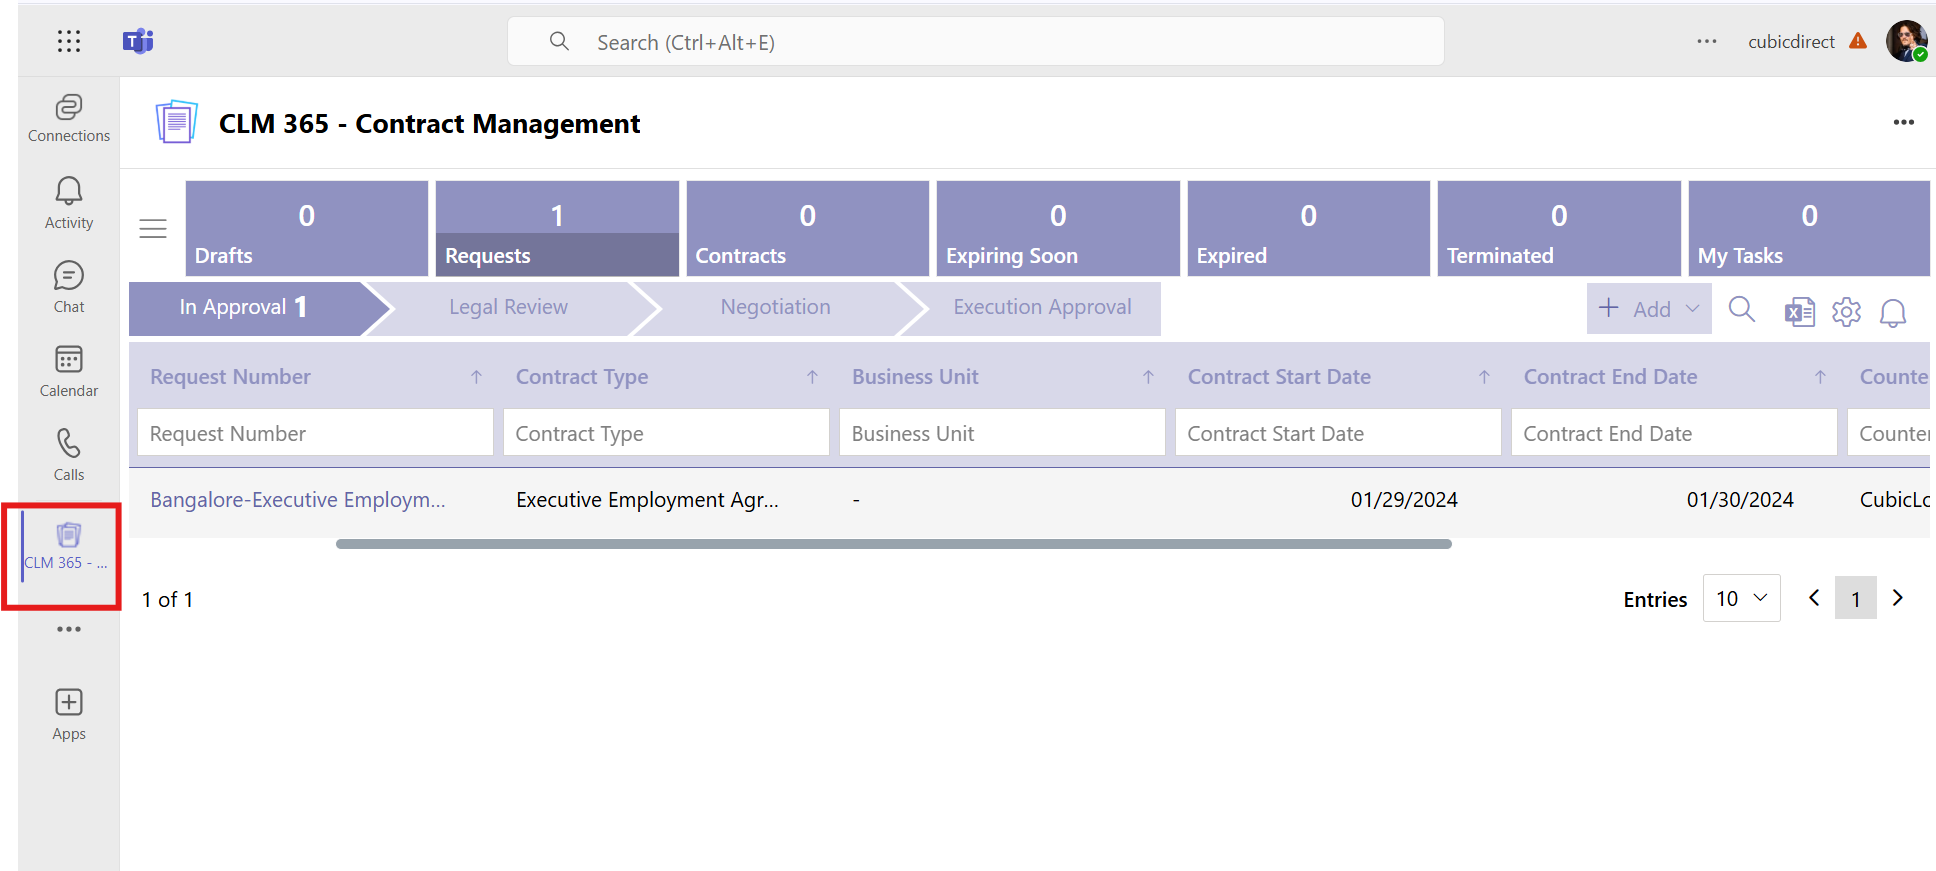 Search (Ctrl+Alt+E)
cubicdirect
Connections
Activity
Chat
Calendar
Calls
CLM 365 - ...
Apps
CLM 365 - Contract Management
0
Drafts
1
Requests
0
Contracts
0
Expiring Soon
0
Expired
0
Terminated
0
My Tasks
In Approval 1
Legal Review
Negotiation
Execution Approval
Add
Request Number
Contract Type
Business Unit
Contract Start Date
Contract End Date
Counte
Request Number
Contract Type
Business Unit
Contract Start Date
Contract End Date
Counter
Bangalore-Executive Employm...
Executive Employment Agr...
-
01/29/2024
01/30/2024
CubicLo
1 of 1
Entries
10
1